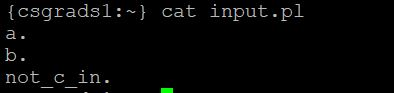 {csgrads1:~} cat input.pl
a.
b.
not_c_in.